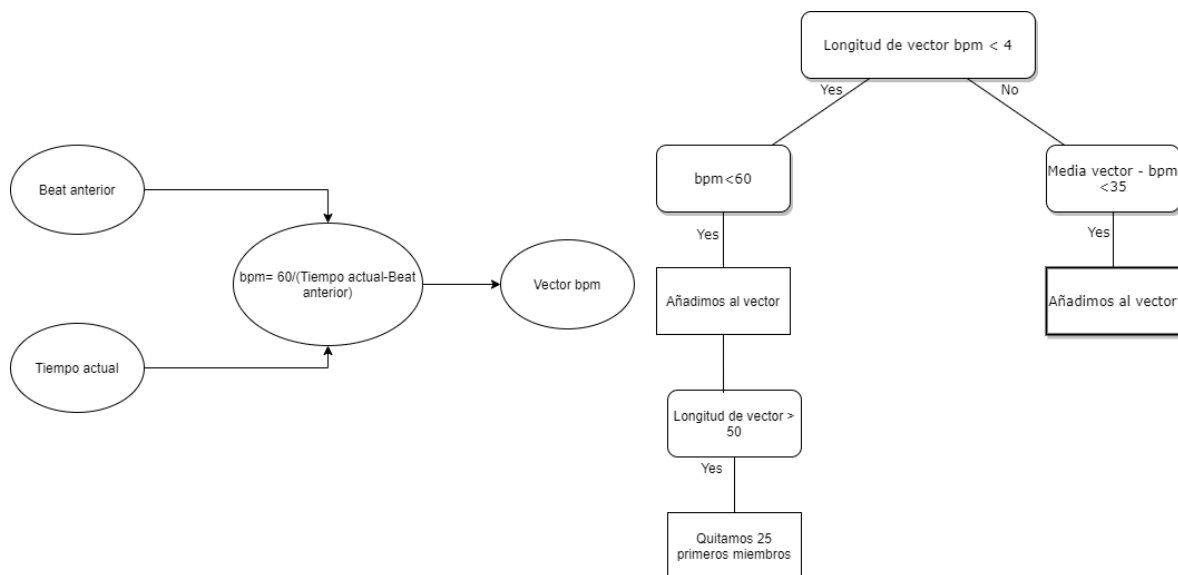 Beat anterior
Tiempo actual
bpm= 60/(Tiempo actual-Beat
anterior)
Vector bpm
Longitud de vector bpm < 4
Yes
No
bpm<60
Media vector - bpm
<35
Yes
Yes
Añadimos al vector
Añadimos al vector
Longitud de vector >
50
Yes
Quitamos 25
primeros miembros